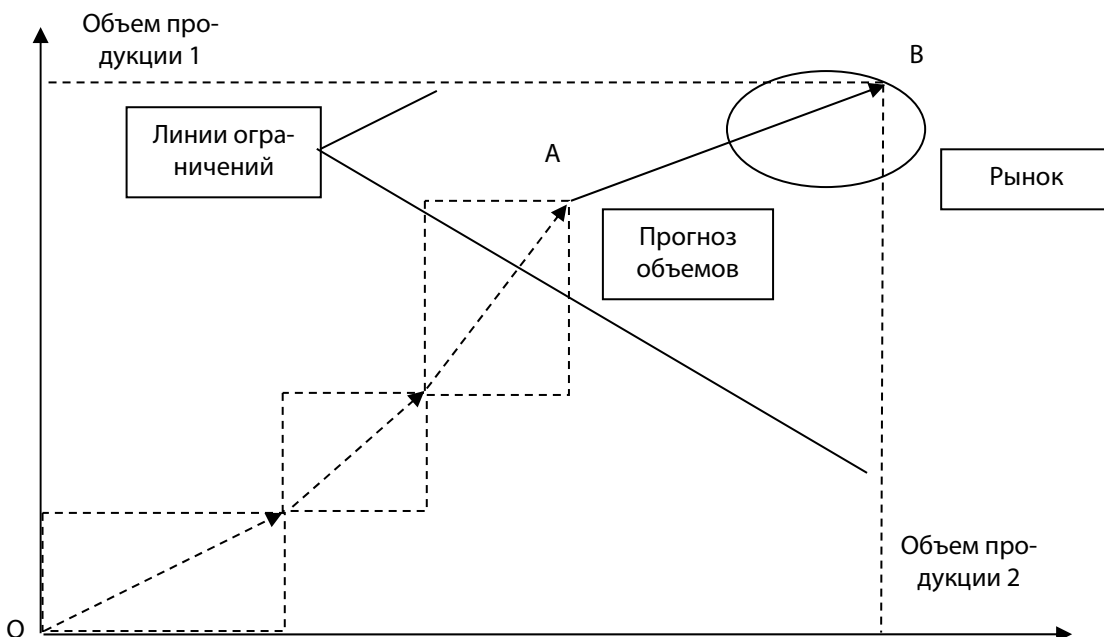 Объем про-
дукции 1
B
Линии огра-
ничений
A
Рынок
Прогноз
объемов
Объем про-
дукции 2
O